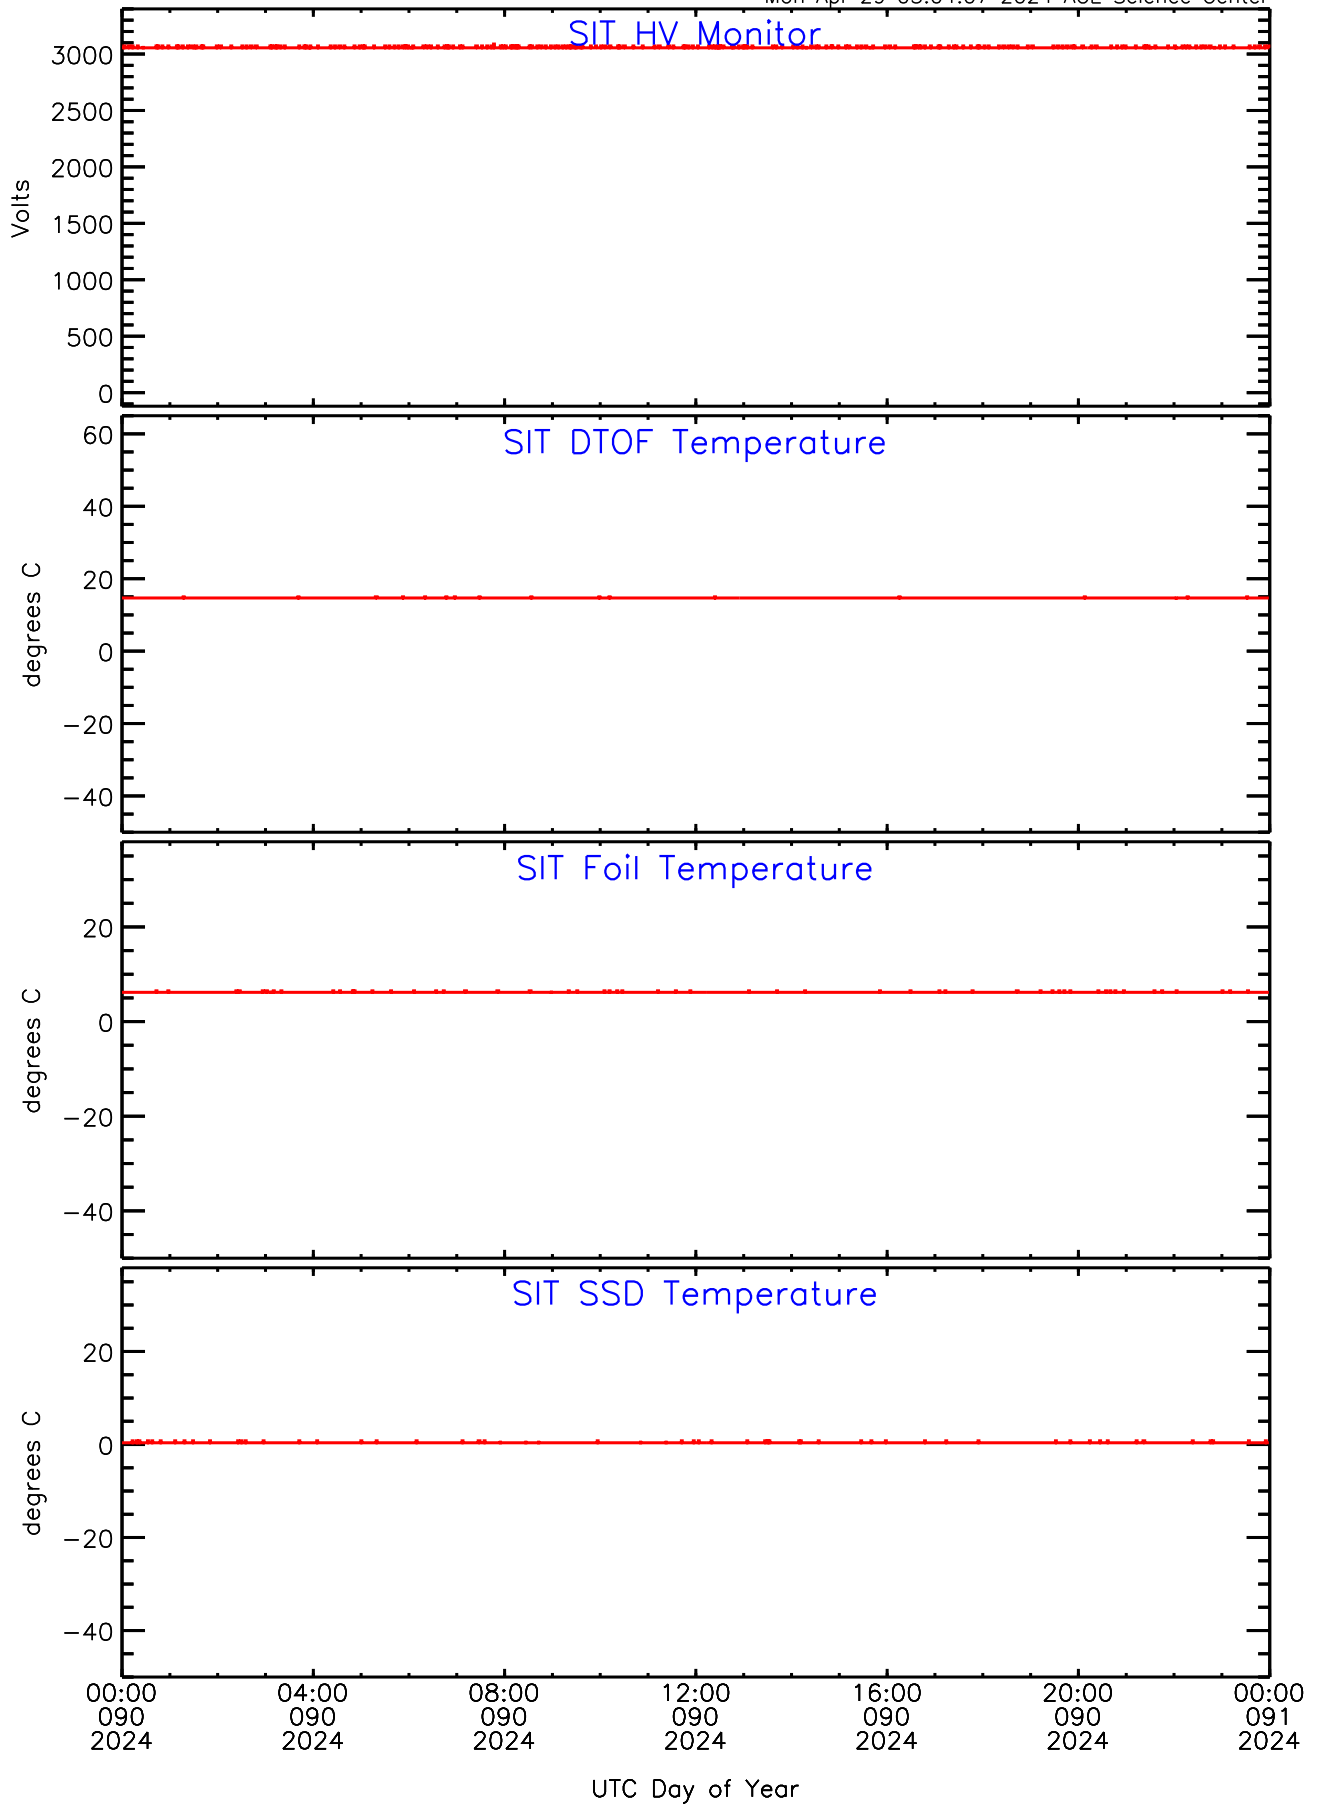 SIT HV Monitor
3000
2500
2000
1500
1000
500
0
Volts
SIT DTOF Temperature
60
40
20
0
−20
−40
degrees C
SIT Foil Temperature
20
0
−20
−40
degrees C
SIT SSD Temperature
20
0
−20
−40
degrees C
00:00 04:00 08:00 12:00 16:00 20:00 00:00
090 090 090 090 090 090 091
2024 2024 2024 2024 2024 2024 2024
UTC Day of Year